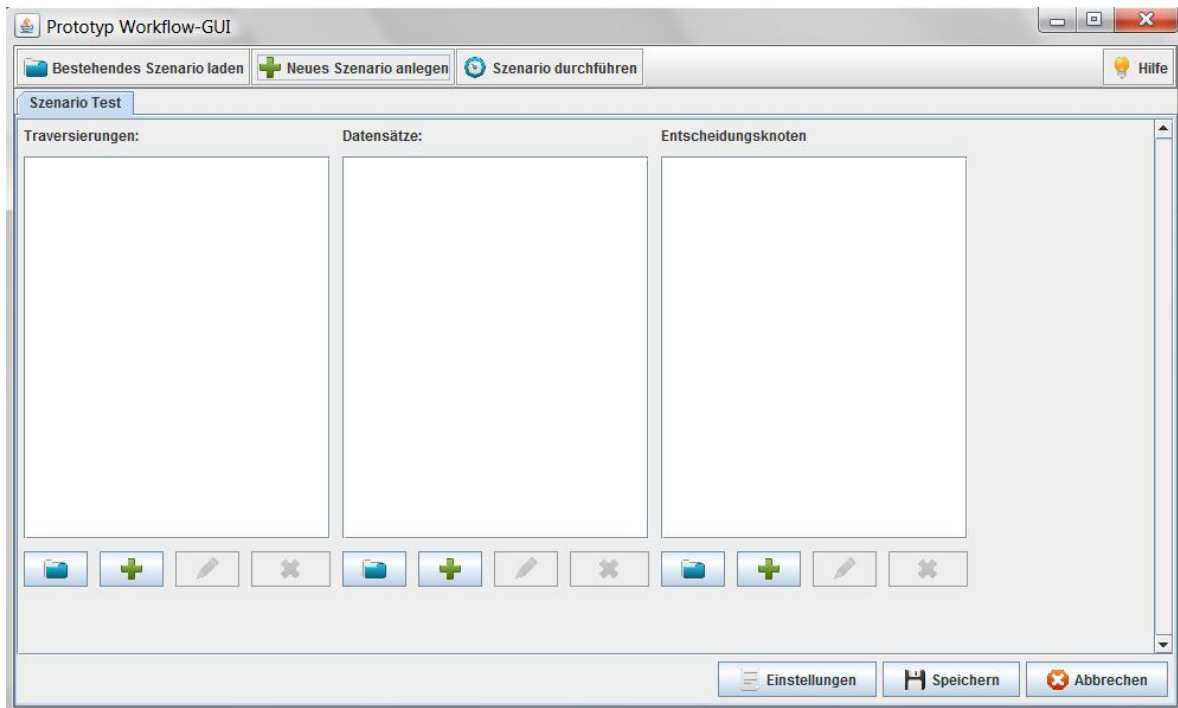 Prototyp Workflow-GUI
Bestehendes Szenario laden Neues Szenario anlegen Szenario durchführen Hilfe
Szenario Test
Traversierungen: Datensätze: Entscheidungsknoten
Einstellungen Speichern Abbrechen